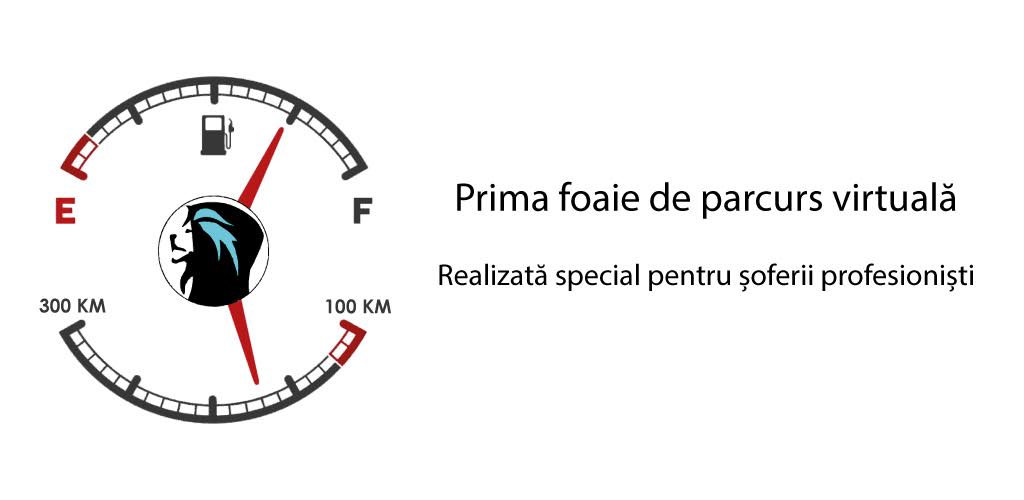 Prima foaie de parcurs virtuală
E
F
Realizată special pentru șoferii profesioniști
300 KM
100 KM